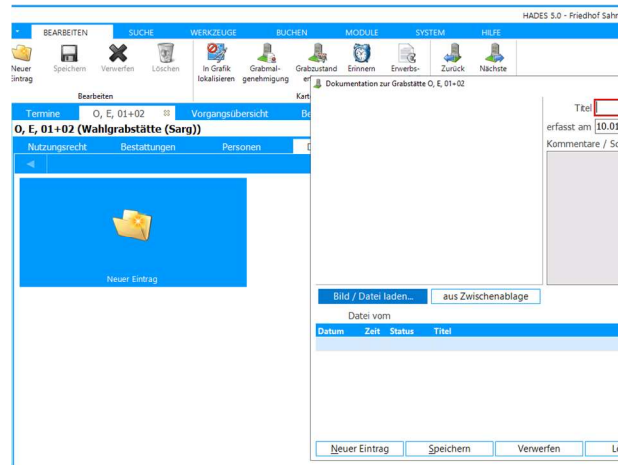 HADES 5.0 - Friedhof
BEARBEITEN SUCHE WERKZEUGE BUCHEN MODULE SYSTEM HILFE
Neuer Eintrag Speichern Verwerfen Löschen In Grafik lokalisieren Grabmal-genehmigung Grabzustand Erinnern Erwerbs- Zurück Nächste
Bearbeiten
Dokumentation zur Grabstätte O, E, 01+02
Termine O, E, 01+02 Vorgangsübersicht
O, E, 01+02 (Wahlgrabstätte (Sarg))
Nutzungsrecht Bestattungen Personen
Titel
erfasst am 10.01
Kommentare /
Neuer Eintrag
Bild / Datei laden... aus Zwischenablage
Datei vom
Datum Zeit Status Titel
Neuer Eintrag Speichern Verwerfen